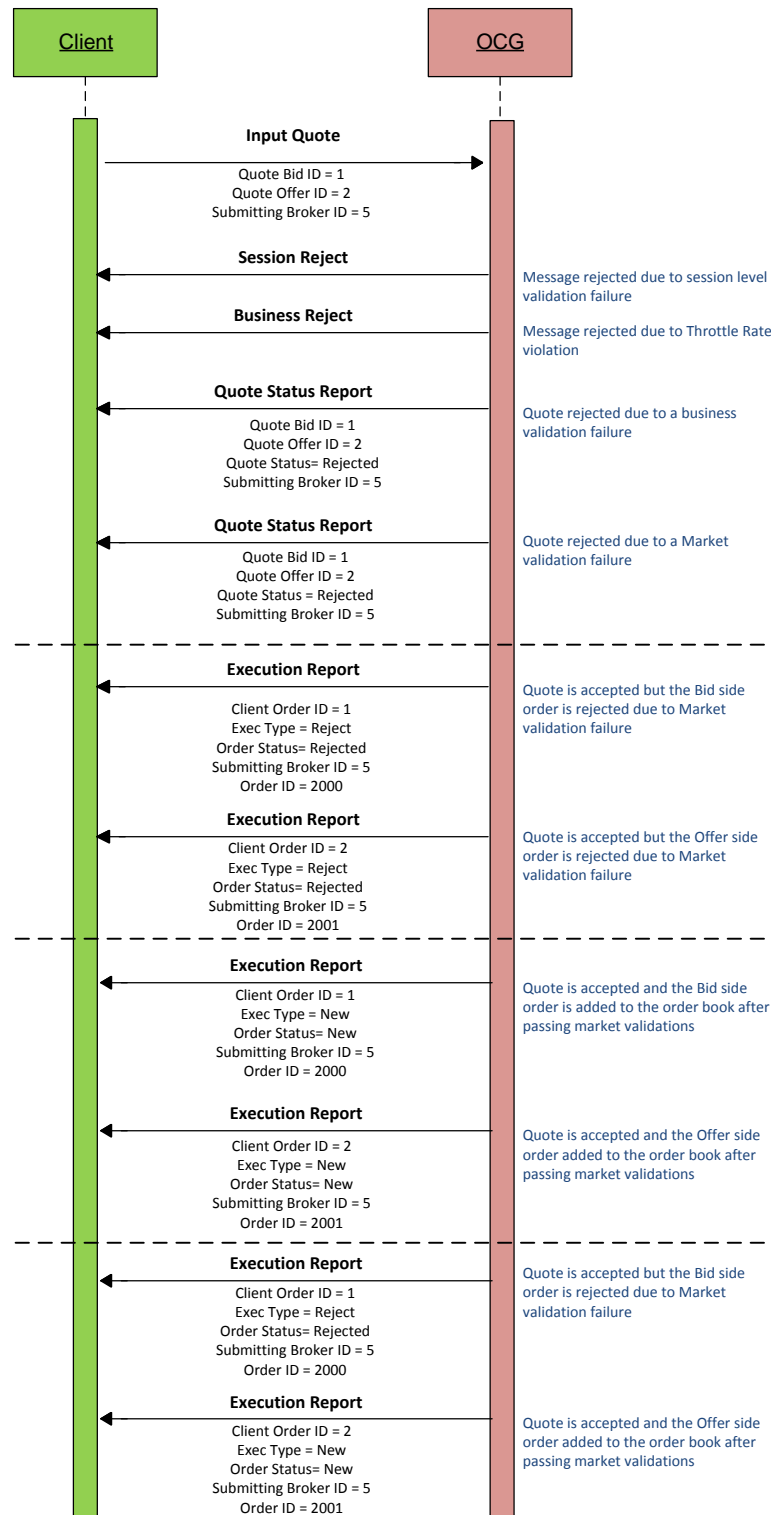 Client
OCG
Input Quote
Quote Bid ID = 1
Quote Offer ID = 2
Submitting Broker ID = 5
Session Reject
Message rejected due to session level
validation failure
Business Reject
Message rejected due to Throttle Rate
violation
Quote Status Report
Quote rejected due to a business
validation failure
Quote Bid ID = 1
Quote Offer ID = 2
Quote Status= Rejected
Submitting Broker ID = 5
Quote Status Report
Quote rejected due to a Market
validation failure
Quote Bid ID = 1
Quote Offer ID = 2
Quote Status = Rejected
Submitting Broker ID = 5
Execution Report
Quote is accepted but the Bid side
order is rejected due to Market
validation failure
Client Order ID = 1
Exec Type = Reject
Order Status= Rejected
Submitting Broker ID = 5
Order ID = 2000
Execution Report
Quote is accepted but the Offer side
order is rejected due to Market
validation failure
Client Order ID = 2
Exec Type = Reject
Order Status= Rejected
Submitting Broker ID = 5
Order ID = 2001
Execution Report
Quote is accepted and the Bid side
order is added to the order book after
passing market validations
Client Order ID = 1
Exec Type = New
Order Status= New
Submitting Broker ID = 5
Order ID = 2000
Execution Report
Quote is accepted and the Offer side
order added to the order book after
passing market validations
Client Order ID = 2
Exec Type = New
Order Status= New
Submitting Broker ID = 5
Order ID = 2001
Execution Report
Quote is accepted but the Bid side
order is rejected due to Market
validation failure
Client Order ID = 1
Exec Type = Reject
Order Status= Rejected
Submitting Broker ID = 5
Order ID = 2000
Execution Report
Quote is accepted and the Offer side
order added to the order book after
passing market validations
Client Order ID = 2
Exec Type = New
Order Status= New
Submitting Broker ID = 5
Order ID = 2001